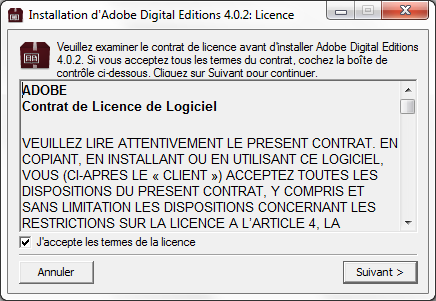 Installation d'Adobe Digital Editions 4.0.2: Licence
Veuillez examiner le contrat de licence avant d'installer Adobe Digital Editions
4.0.2. Si vous acceptez tous les termes du contrat, cochez la boîte de
contrôle ci-dessous. Cliquez sur Suivant pour continuer.
ADOBE
Contrat de Licence de Logiciel
VEUILLEZ LIRE ATTENTIVEMENT LE PRESENT CONTRAT. EN
COPIANT, EN INSTALLANT OU EN UTILISANT CE LOGICIEL,
VOUS (CI-APRES LE « CLIENT ») ACCEPTEZ TOUTES LES
DISPOSITIONS DU PRESENT CONTRAT, Y COMPRIS ET
SANS LIMITATION LES DISPOSITIONS CONCERNANT LES
RESTRICTIONS SUR LA LICENCE A L'ARTICLE 4, LA
J'accepte les termes de la licence
Annuler
Suivant >